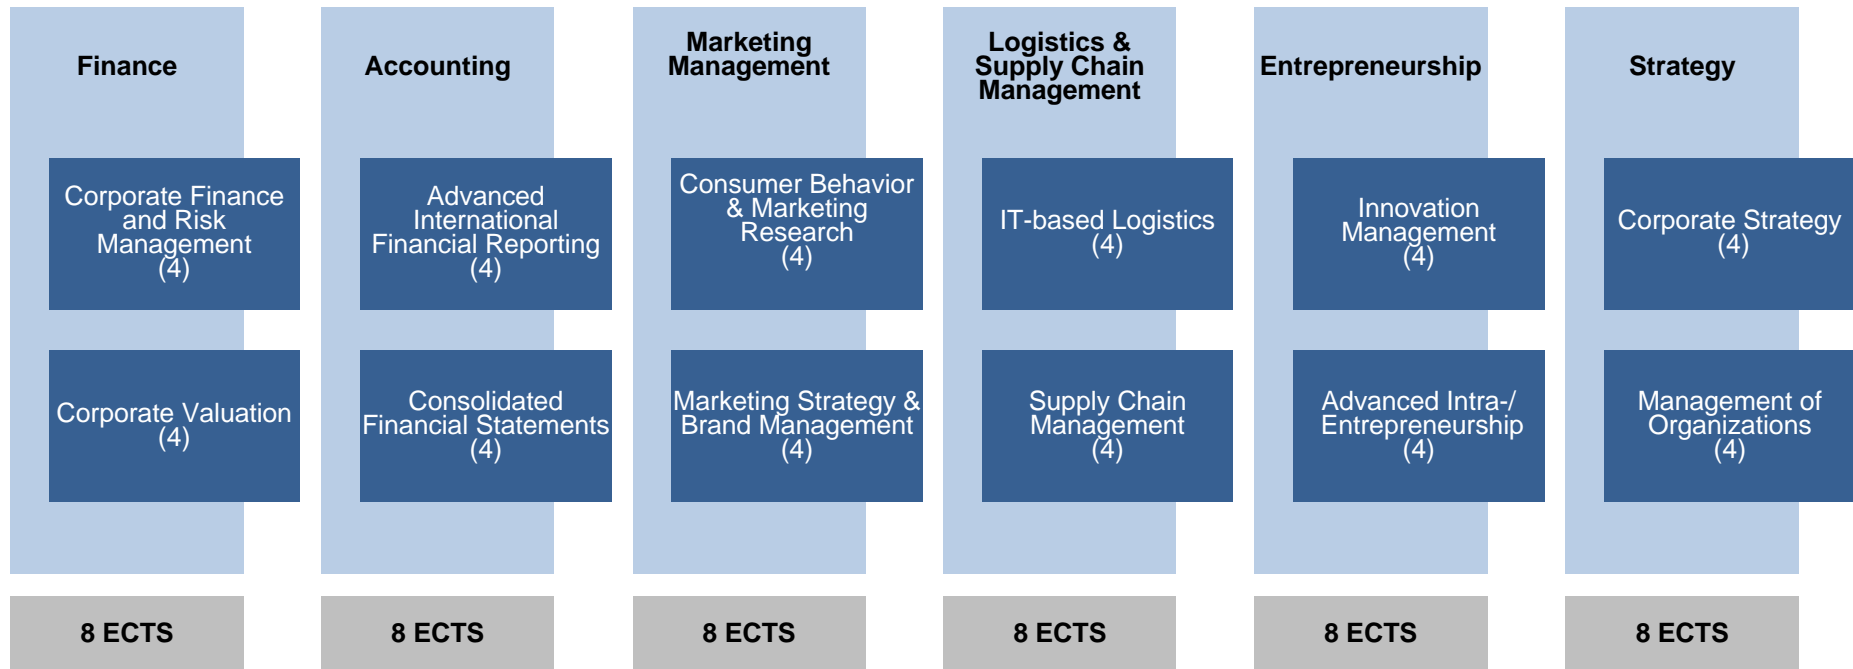 Finance
Corporate Finance
and Risk
Management
(4)
Corporate Valuation
(4)
8 ECTS
Accounting
Advanced
International
Financial Reporting
(4)
Consolidated
Financial Statements
(4)
8 ECTS
Marketing
Management
Consumer Behavior
& Marketing
Research
(4)
Marketing Strategy &
Brand Management
(4)
8 ECTS
Logistics &
Supply Chain
Management
IT-based Logistics
(4)
Supply Chain
Management
(4)
8 ECTS
Entrepreneurship
Innovation
Management
(4)
Advanced Intra-/
Entrepreneurship
(4)
8 ECTS
Strategy
Corporate Strategy
(4)
Management of
Organizations
(4)
8 ECTS